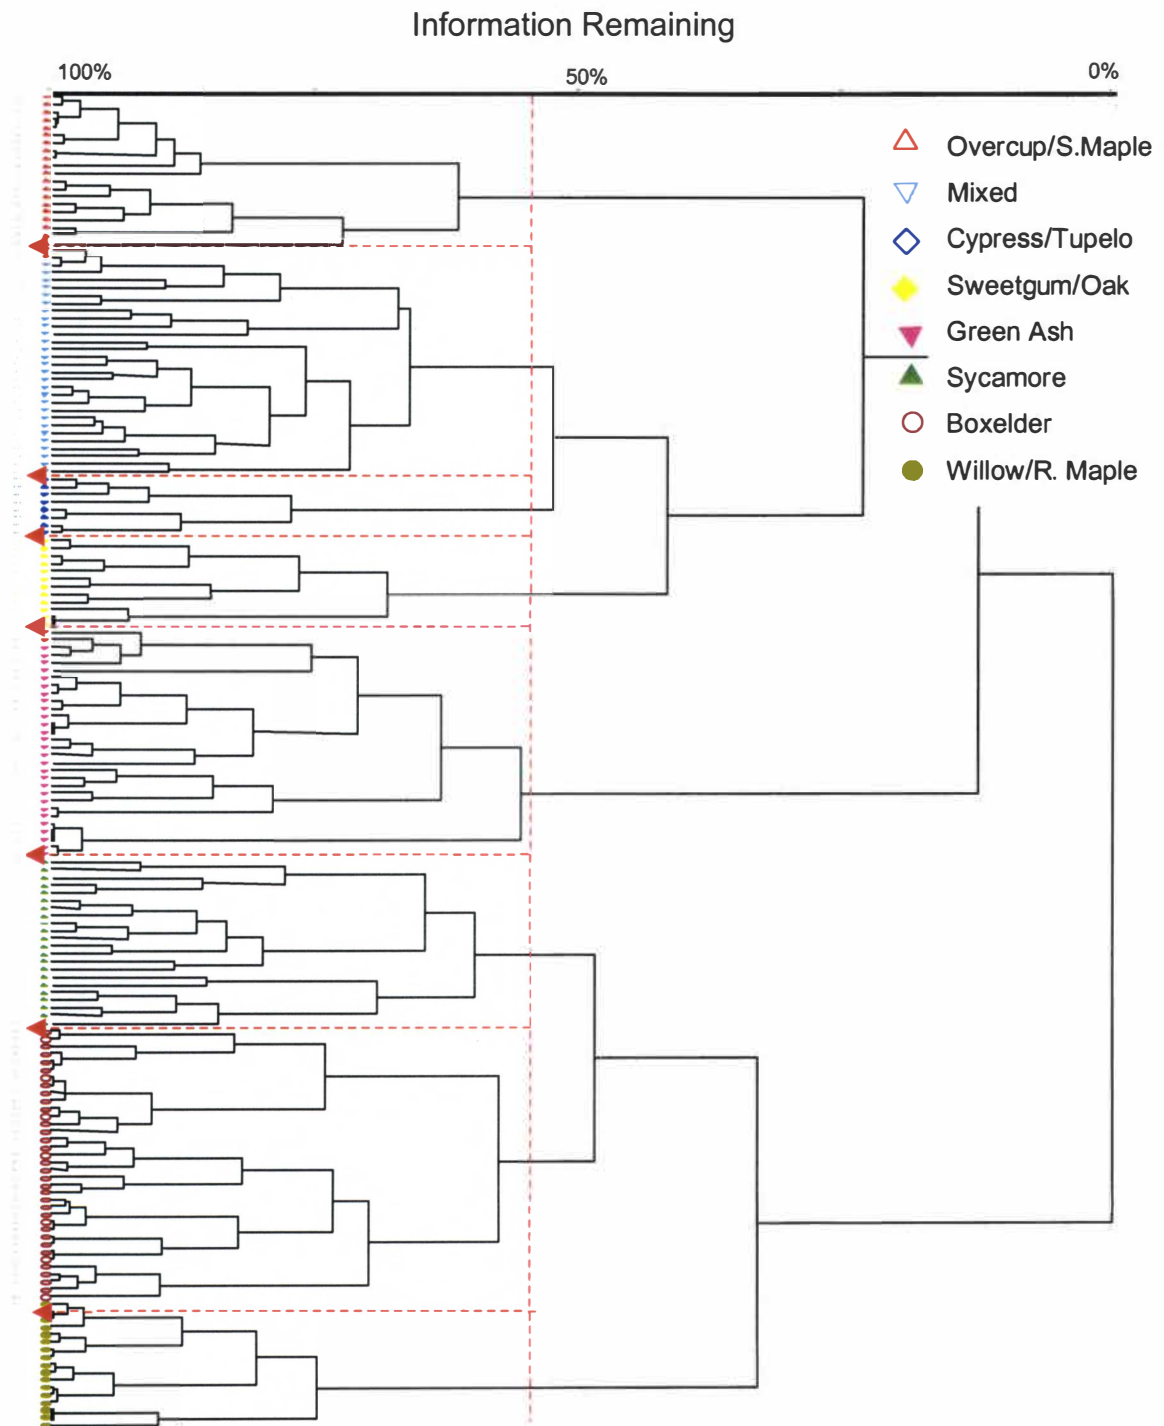 Information Remaining
100%
50%
0%
Overcup/S.Maple
Mixed
Cypress/Tupelo
Sweetgum/Oak
Green Ash
Sycamore
Boxelder
Willow/R. Maple